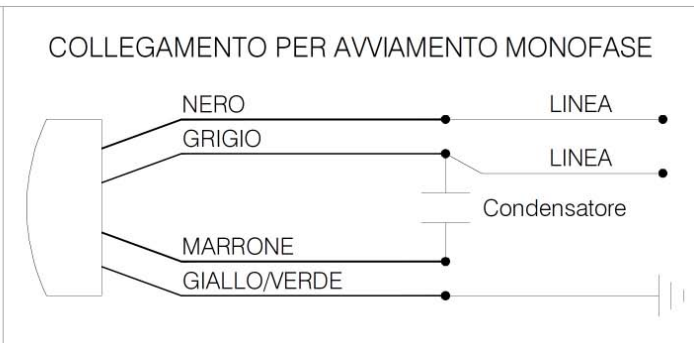 COLLEGAMENTO PER AVVIAMENTO MONOFASE
NERO
LINEA
GRIGIO
LINEA
Condensatore
MARRONE
GIALLO/VERDE